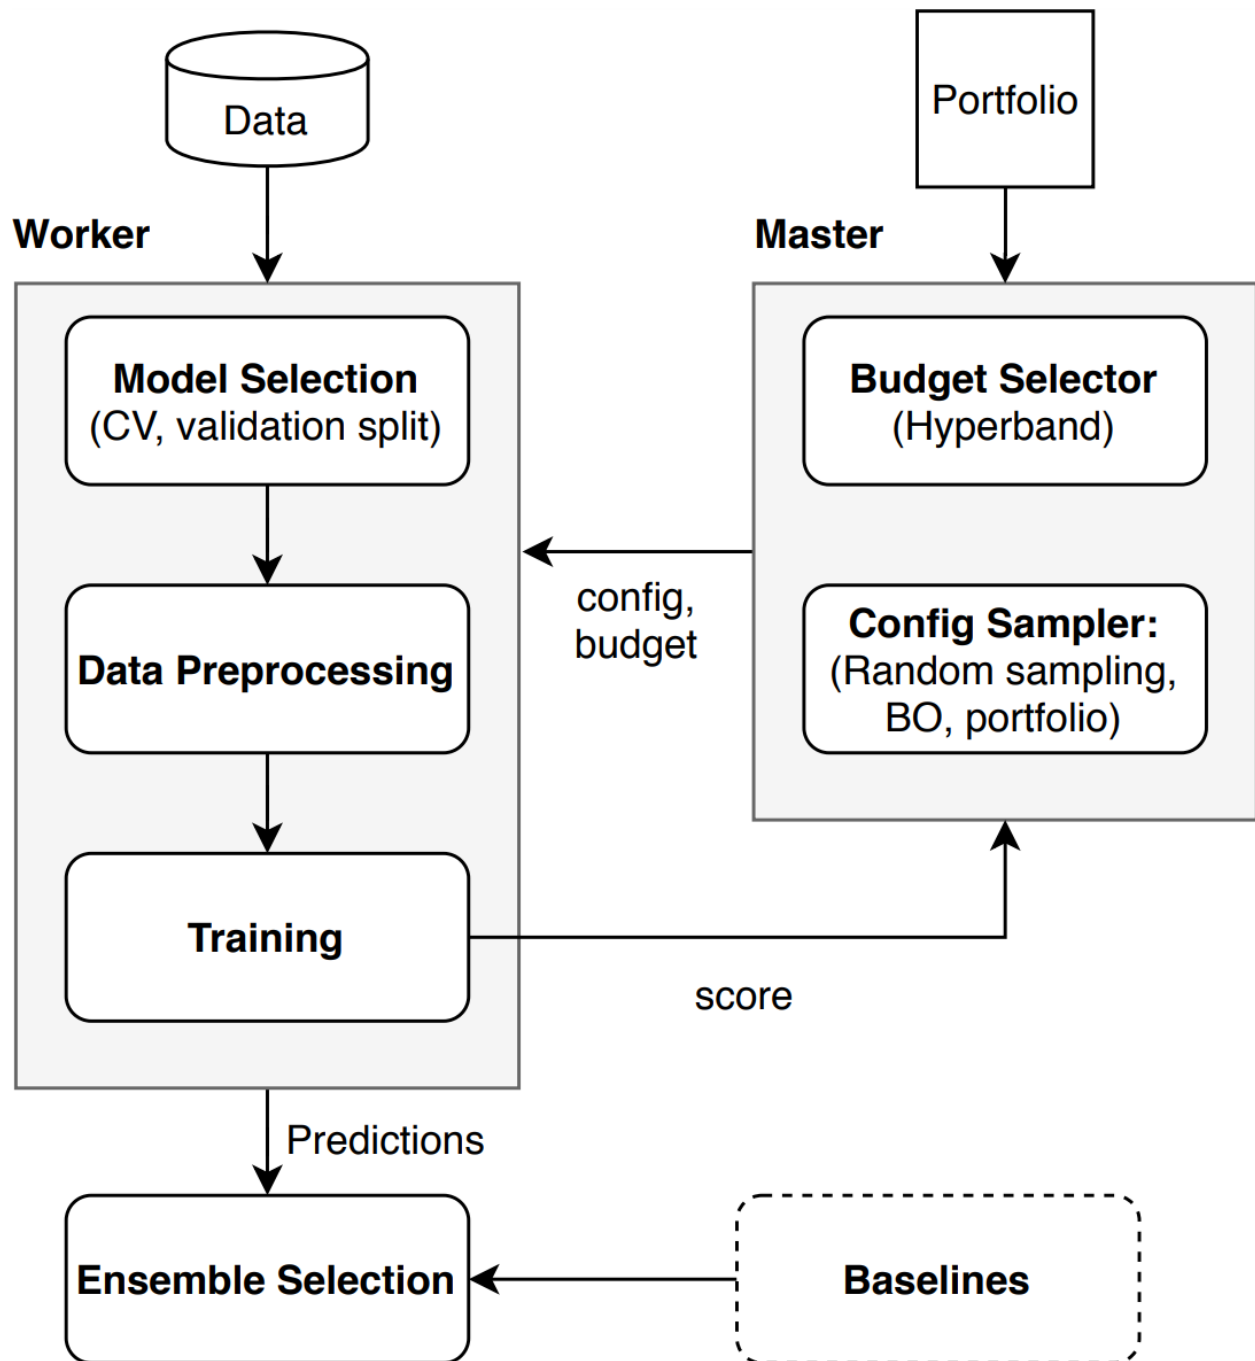 Data
Portfolio
Worker
Master
Model Selection
(CV, validation split)
Budget Selector
(Hyperband)
config,
budget
Data Preprocessing
Config Sampler:
(Random sampling,
BO, portfolio)
Training
score
Predictions
Ensemble Selection
Baselines